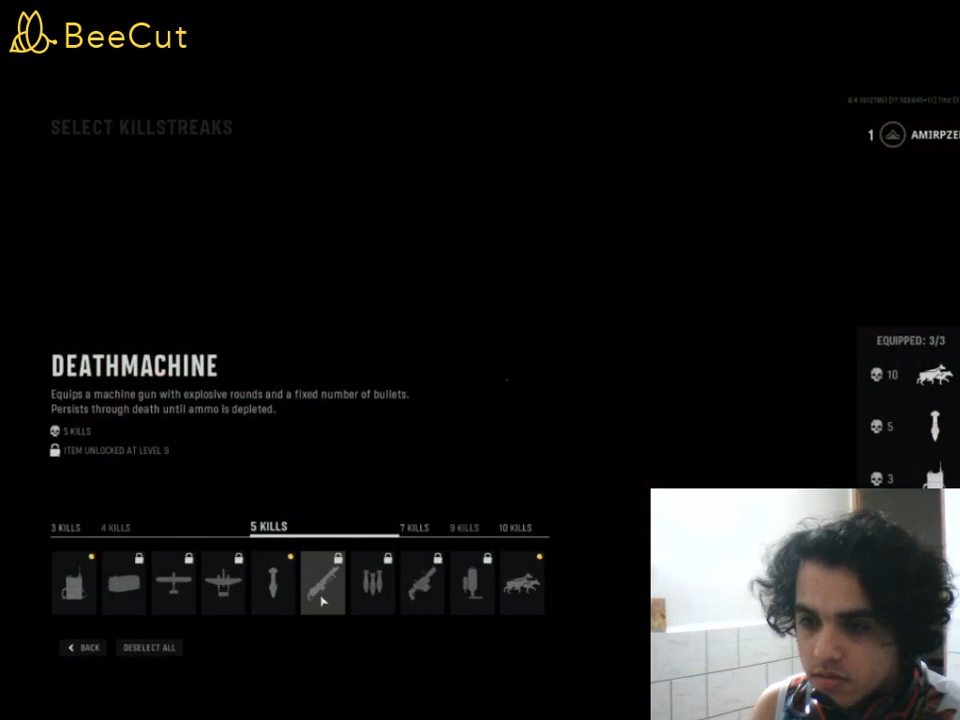 BeeCut
SELECT KILLSTREAKS
1 AMIRPZE
EQUIPPED: 3/3
10
5
3
DEATHMACHINE
Equips a machine gun with explosive rounds and a fixed number of bullets.
Persists through death until ammo is depleted.
5 KILLS
ITEM UNLOCKED AT LEVEL 9
3 KILLS 4 KILLS 5 KILLS 7 KILLS 9 KILLS 10 KILLS
BACK DESELECT ALL